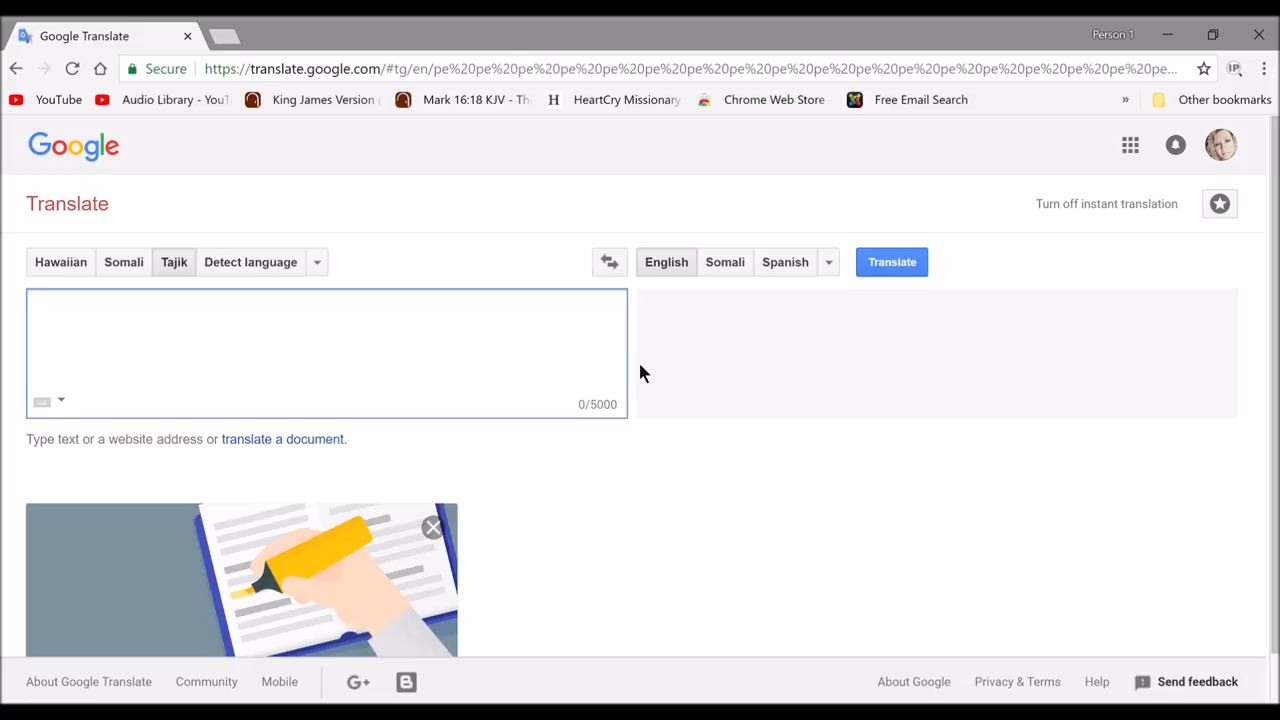 Google Translate
Person 1
Secure https://translate.google.com/#tg/en/pe%20pe%20pe%20pe%20pe%20pe%20pe%20pe%20pe%20pe%20pe%20pe%20pe%20pe%20pe%20pe...
YouTube Audio Library - YouT King James Version Mark 16:18 KJV - Th HeartCry Missionary Chrome Web Store Free Email Search » Other bookmarks
Google
Translate
Turn off instant translation
Hawaiian Somali Tajik Detect language English Somali Spanish Translate
0/5000
Type text or a website address or translate a document.
About Google Translate Community Mobile G+ About Google Privacy & Terms Help Send feedback